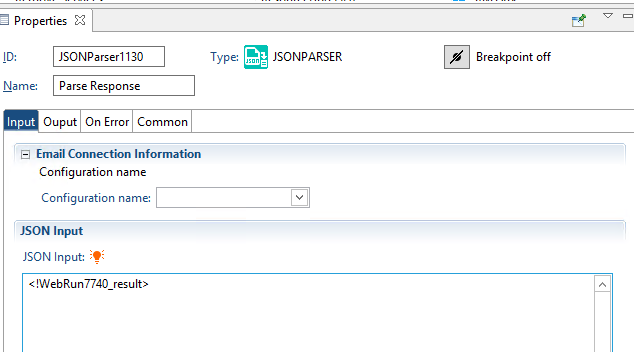 Properties
ID: JSONParser1130 Type: JSON JSONPARSER Breakpoint off
Name: Parse Response
Input Ouput On Error Common
Email Connection Information
Configuration name
Configuration name:
JSON Input
JSON Input:
<!WebRun7740_result>